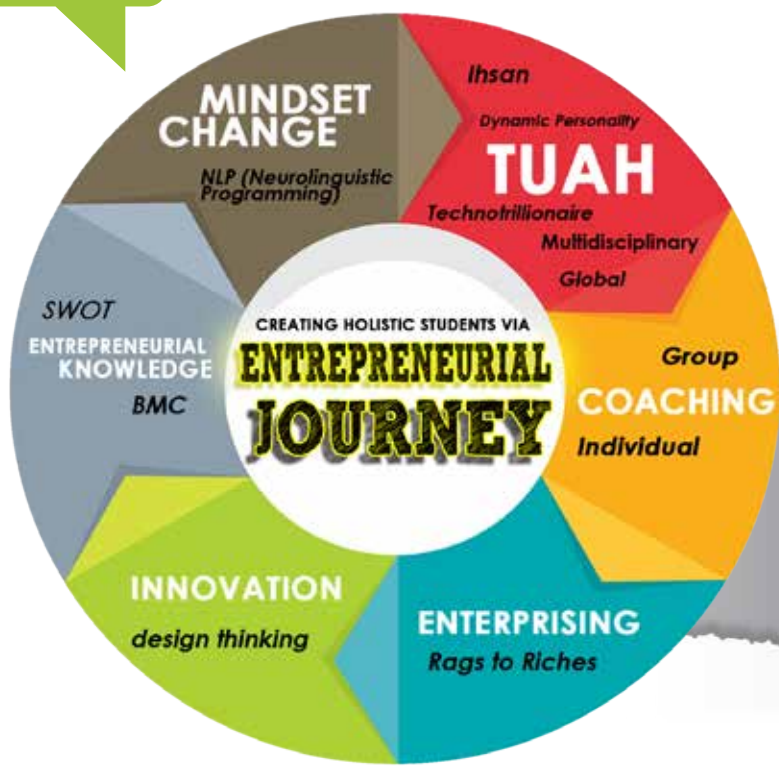 CREATING HOLISTIC STUDENTS VIA
ENTREPRENEURIAL
JOURNEY
MINDSET
CHANGE
NLP (Neurolinguistic
Programming)
Ihsan
Dynamic Personality
TUAH
Technotrillionaire
Multidisciplinary
Global
Group
COACHING
Individual
ENTERPRISING
Rags to Riches
INNOVATION
design thinking
SWOT
ENTREPRENEURIAL
KNOWLEDGE
BMC